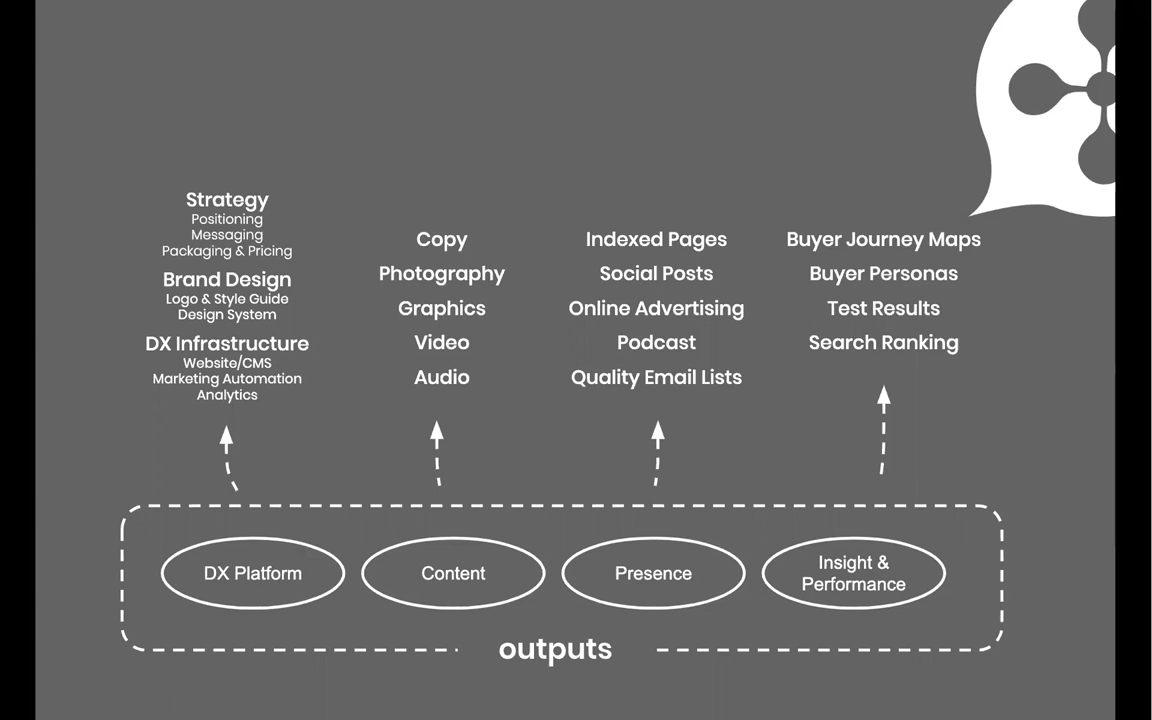 Strategy
Positioning
Messaging
Packaging & Pricing
Brand Design
Logo & Style Guide
Design System
DX Infrastructure
Website/CMS
Marketing Automation
Analytics
Copy
Photography
Graphics
Video
Audio
Indexed Pages
Social Posts
Online Advertising
Podcast
Quality Email Lists
Buyer Journey Maps
Buyer Personas
Test Results
Search Ranking
DX Platform
Content
Presence
Insight &
Performance
outputs